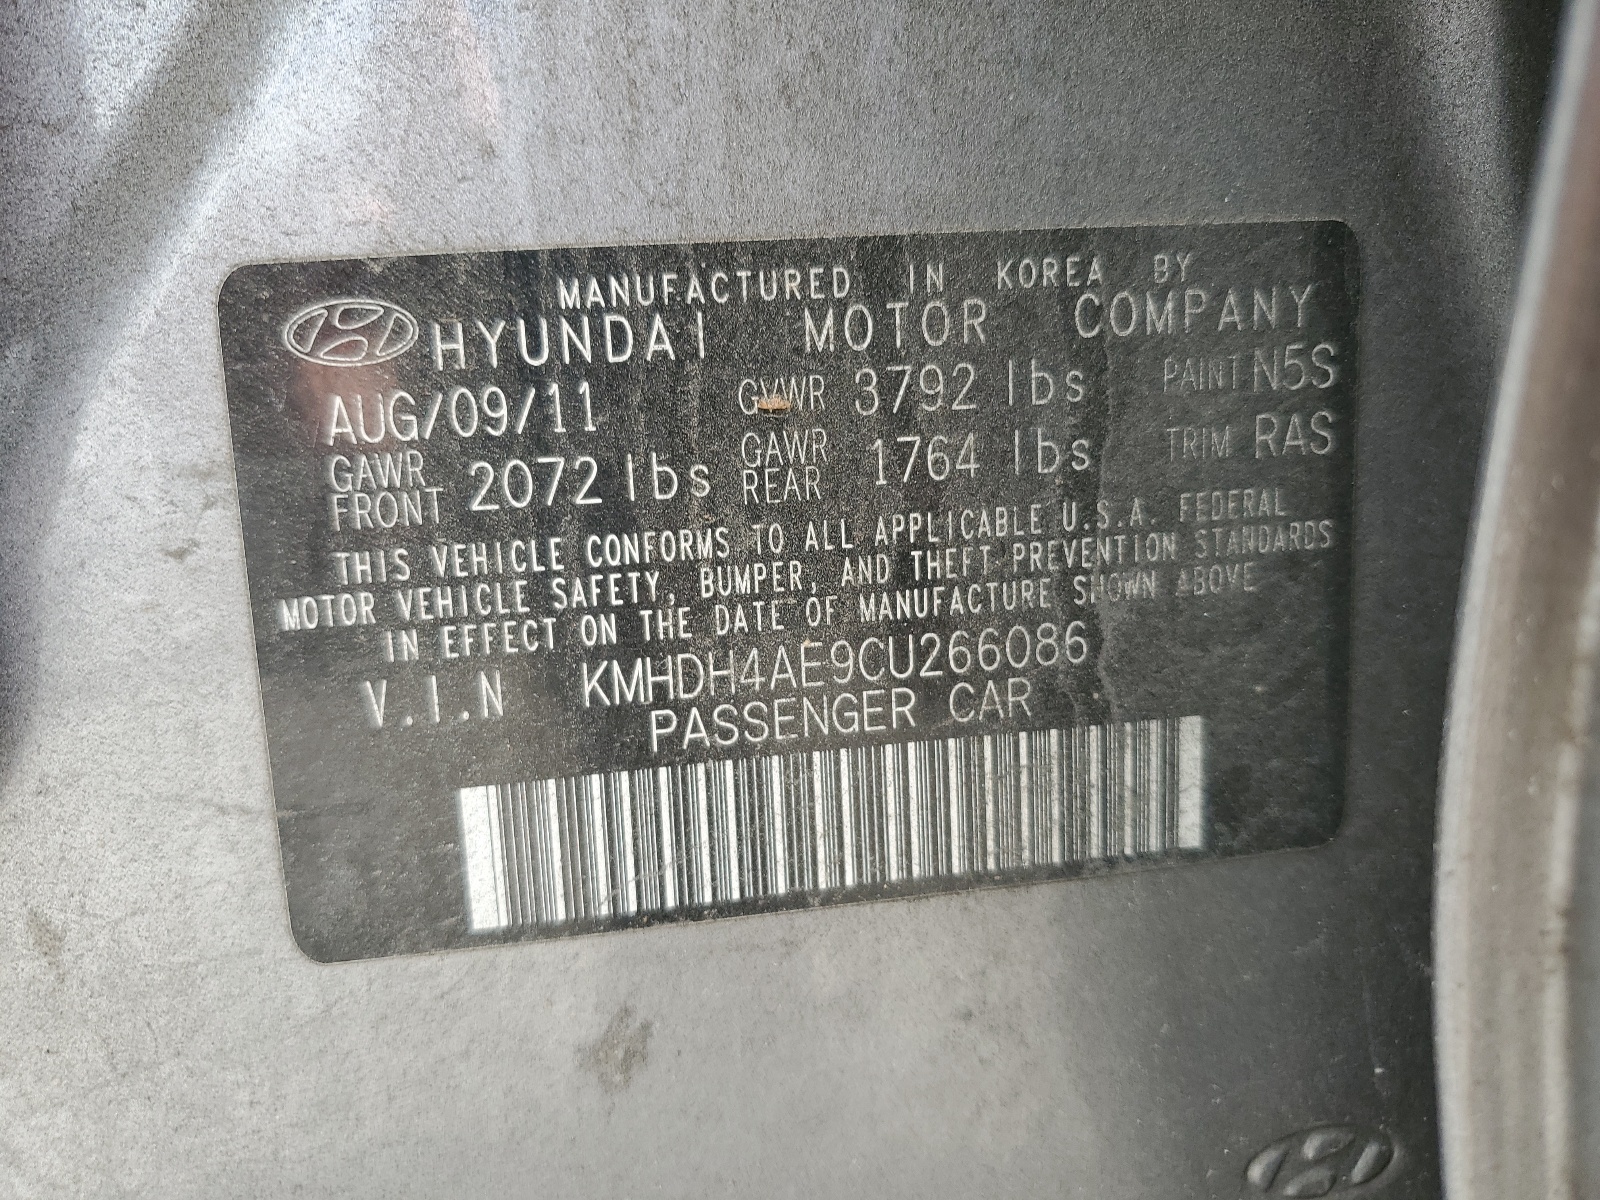 MANUFACTURED IN KOREA BY
HYUNDAI MOTOR COMPANY
AUG/09/11 GVWR 3792 lbs PAINT N5S
GAWR FRONT 2072 lbs GAWR REAR 1764 lbs TRIM RAS
THIS VEHICLE CONFORMS TO ALL APPLICABLE U.S.A. FEDERAL
MOTOR VEHICLE SAFETY, BUMPER, AND THEFT PREVENTION STANDARDS
IN EFFECT ON THE DATE OF MANUFACTURE SHOWN ABOVE
V.I.N KMHDH4AE9CU266086
PASSENGER CAR